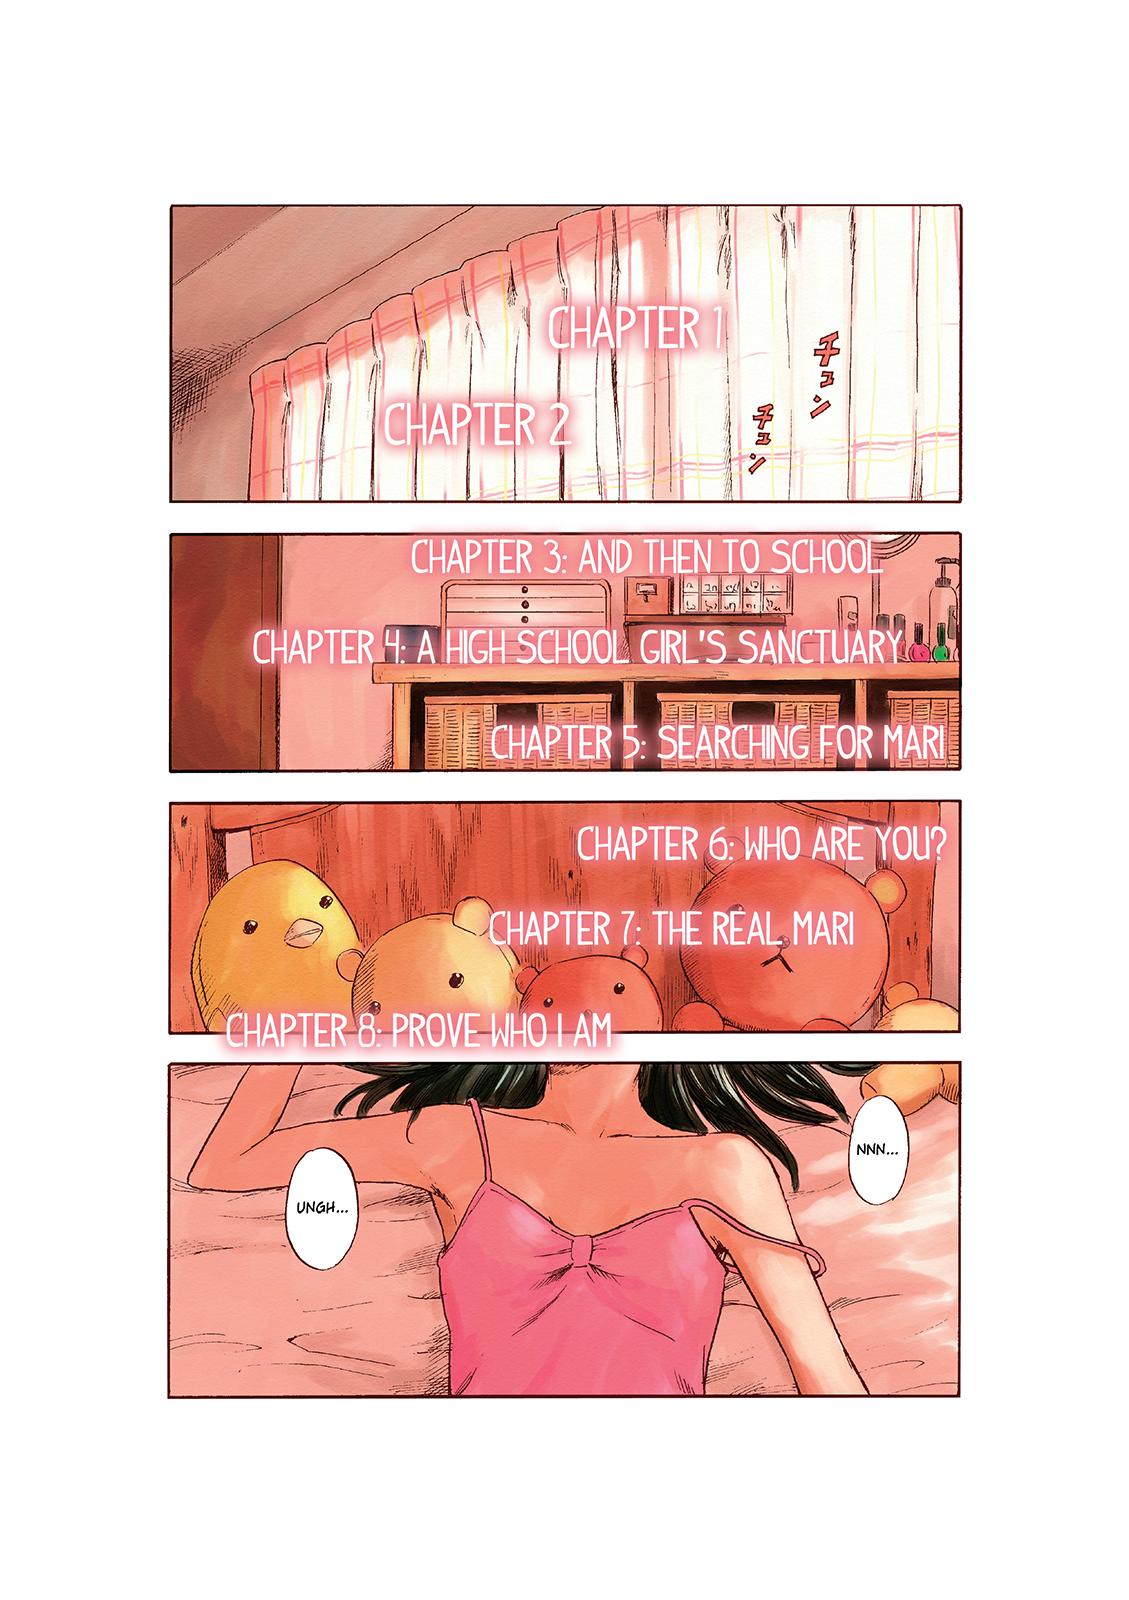 CHAPTER 1
チュン
チュン
CHAPTER 2
CHAPTER 3: AND THEN TO SCHOOL
CHAPTER 4: A HIGH SCHOOL GIRL'S SANCTUARY
CHAPTER 5: SEARCHING FOR MARI
CHAPTER 6: WHO ARE YOU?
CHAPTER 7: THE REAL MARI
CHAPTER 8: PROVE WHO I AM
NNN...
UNGH...